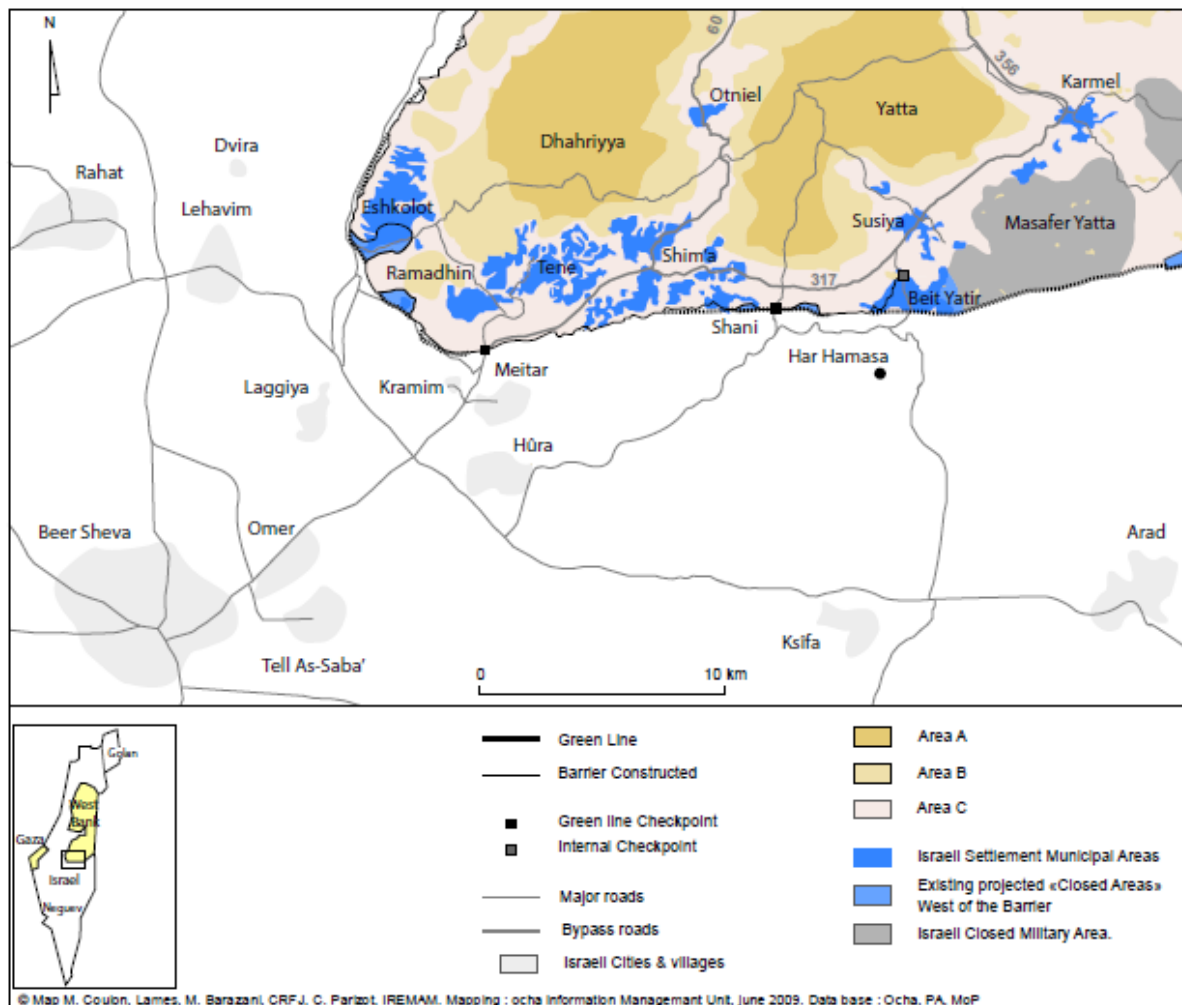 N
60
356
Karmel
Otniel
Yatta
Dvira
Dhahriyya
Rahat
Lehavim
Eshkolot
Susiya
Masafer Yatta
Ramadhin
Tene
Shim'a
317
Beit Yatir
Shani
Har Hamasa
Meitar
Laggiya
Kramim
Hûra
Beer Sheva
Omer
Arad
Ksîfa
Tell As-Saba'
0 10 km
Golan
West
Bank
Gaza
Israel
Neguev
Green Line
Barrier Constructed
Green line Checkpoint
Internal Checkpoint
Major roads
Bypass roads
Israeli Cities & villages
Area A
Area B
Area C
Israeli Settlement Municipal Areas
Existing projected «Closed Areas»
West of the Barrier
Israeli Closed Military Area.
© Map M. Coulon, Lames, M. Barazani, CRFJ, C. Parizot, IREMAM. Mapping : ocha Information Managemant Unit, June 2009. Data base : Ocha, PA, MoP